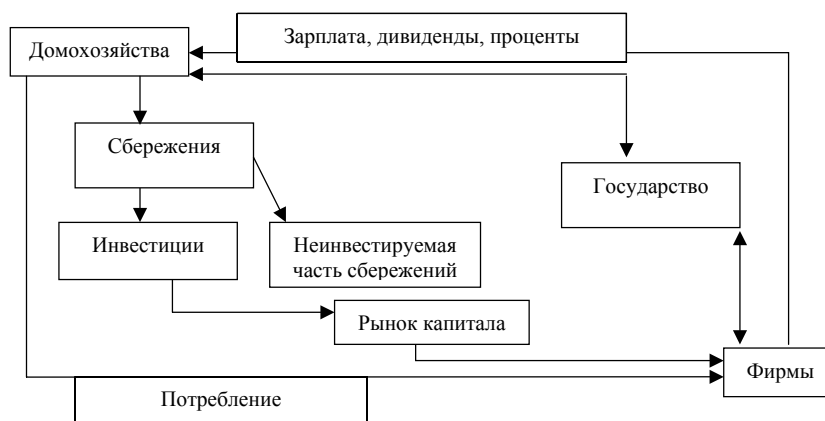 Зарплата, дивиденды, проценты
Домохозяйства
Сбережения
Государство
Инвестиции
Неинвестируемая
часть сбережений
Рынок капитала
Фирмы
Потребление